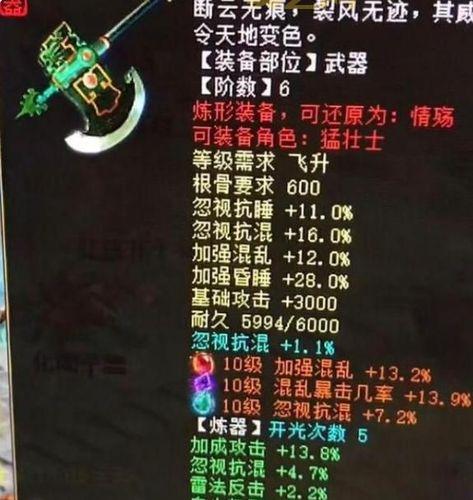 断云无痕，裂风无迹，其威
令天地变色。
【装备部位】武器
【阶数】6
炼形装备，可还原为：情殇
可装备角色：猛壮士
等级需求 飞升
根骨要求 600
忽视抗睡 +11.0%
忽视抗混 +16.0%
加强混乱 +12.0%
加强昏睡 +28.0%
基础攻击 +3000
耐久 5994/6000
忽视抗混 +1.1%
10级 加强混乱 +13.2%
10级 混乱暴击几率 +13.9%
10级 忽视抗混 +7.2%
【炼器】开光次数 5
加成攻击 +13.8%
忽视抗混 +4.7%
雷法反击 +2.2%